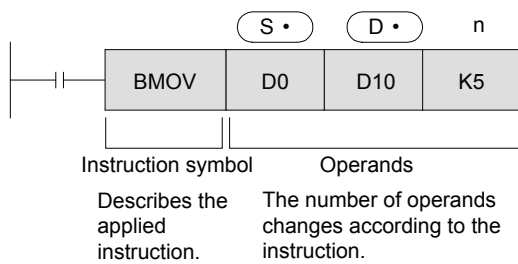 S • D • n
BMOV D0 D10 K5
Instruction symbol Operands
Describes the
applied
instruction.
The number of operands
changes according to the
instruction.